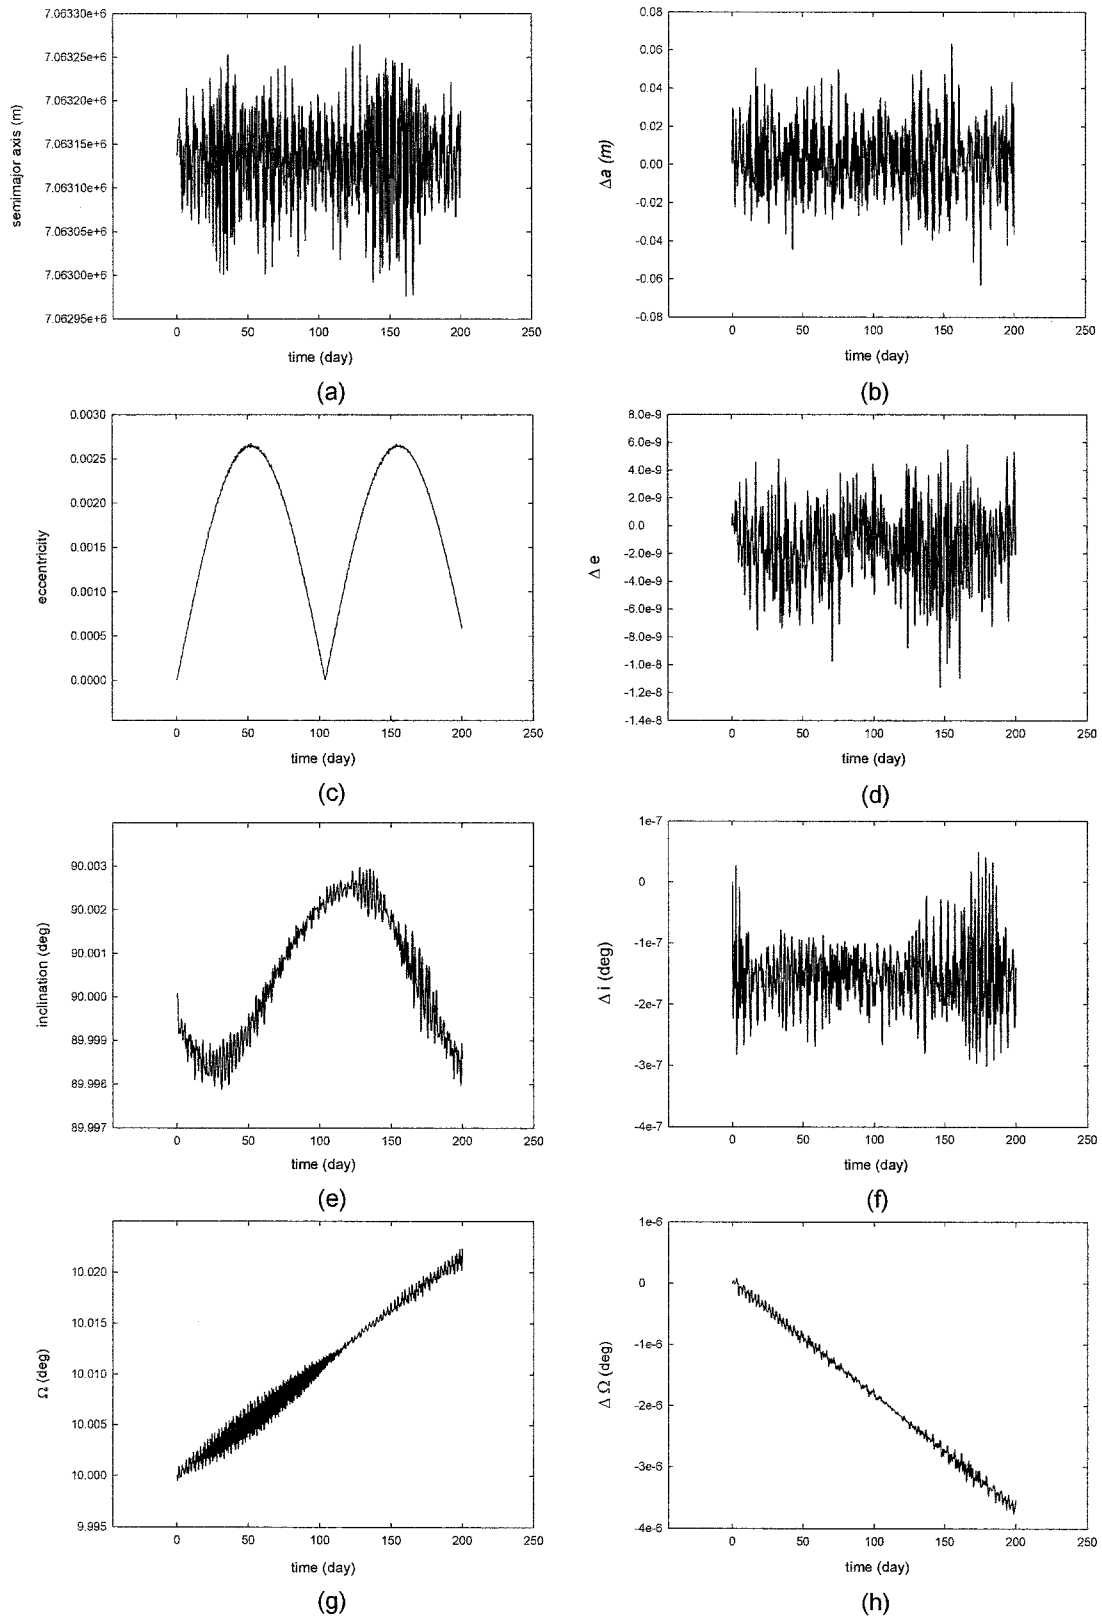 7.06330e+6
7.06325e+6
7.06320e+6
7.06315e+6
7.06310e+6
7.06305e+6
7.06300e+6
7.06295e+6
semimajor axis (m)
0 50 100 150 200 250
time (day)
(a)
0.08
0.06
0.04
0.02
0.00
-0.02
-0.04
-0.06
-0.08
Δa (m)
0 50 100 150 200 250
time (day)
(b)
0.0030
0.0025
0.0020
0.0015
0.0010
0.0005
0.0000
eccentricity
0 50 100 150 200 250
time (day)
(c)
8.0e-9
6.0e-9
4.0e-9
2.0e-9
0.0
-2.0e-9
-4.0e-9
-6.0e-9
-8.0e-9
-1.0e-8
-1.2e-8
-1.4e-8
Δ e
0 50 100 150 200 250
time (day)
(d)
90.003
90.002
90.001
90.000
89.999
89.998
89.997
inclination (deg)
0 50 100 150 200 250
time (day)
(e)
1e-7
0
-1e-7
-2e-7
-3e-7
-4e-7
Δ i (deg)
0 50 100 150 200 250
time (day)
(f)
10.020
10.015
10.010
10.005
10.000
9.995
Ω (deg)
0 50 100 150 200 250
time (day)
(g)
1e-6
0
-1e-6
-2e-6
-3e-6
-4e-6
Δ Ω (deg)
0 50 100 150 200 250
time (day)
(h)